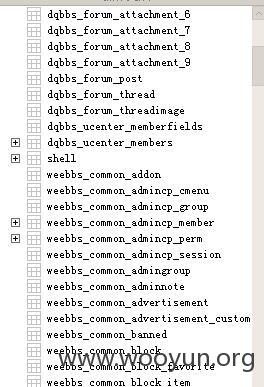 dqbbs_forum_attachment_6
dqbbs_forum_attachment_7
dqbbs_forum_attachment_8
dqbbs_forum_attachment_9
dqbbs_forum_post
dqbbs_forum_thread
dqbbs_forum_threadimage
dqbbs_ucenter_memberfields
dqbbs_ucenter_members
shell
weebbs_common_addon
weebbs_common_admincp_cmenu
weebbs_common_admincp_group
weebbs_common_admincp_member
weebbs_common_admincp_perm
weebbs_common_admincp_session
weebbs_common_admingroup
weebbs_common_adminnote
weebbs_common_advertisement
weebbs_common_advertisement_custom
weebbs_common_banned
weebbs_common_block
weebbs_common_block_favorite
weebbs_common_block_item
www.wooyun.org